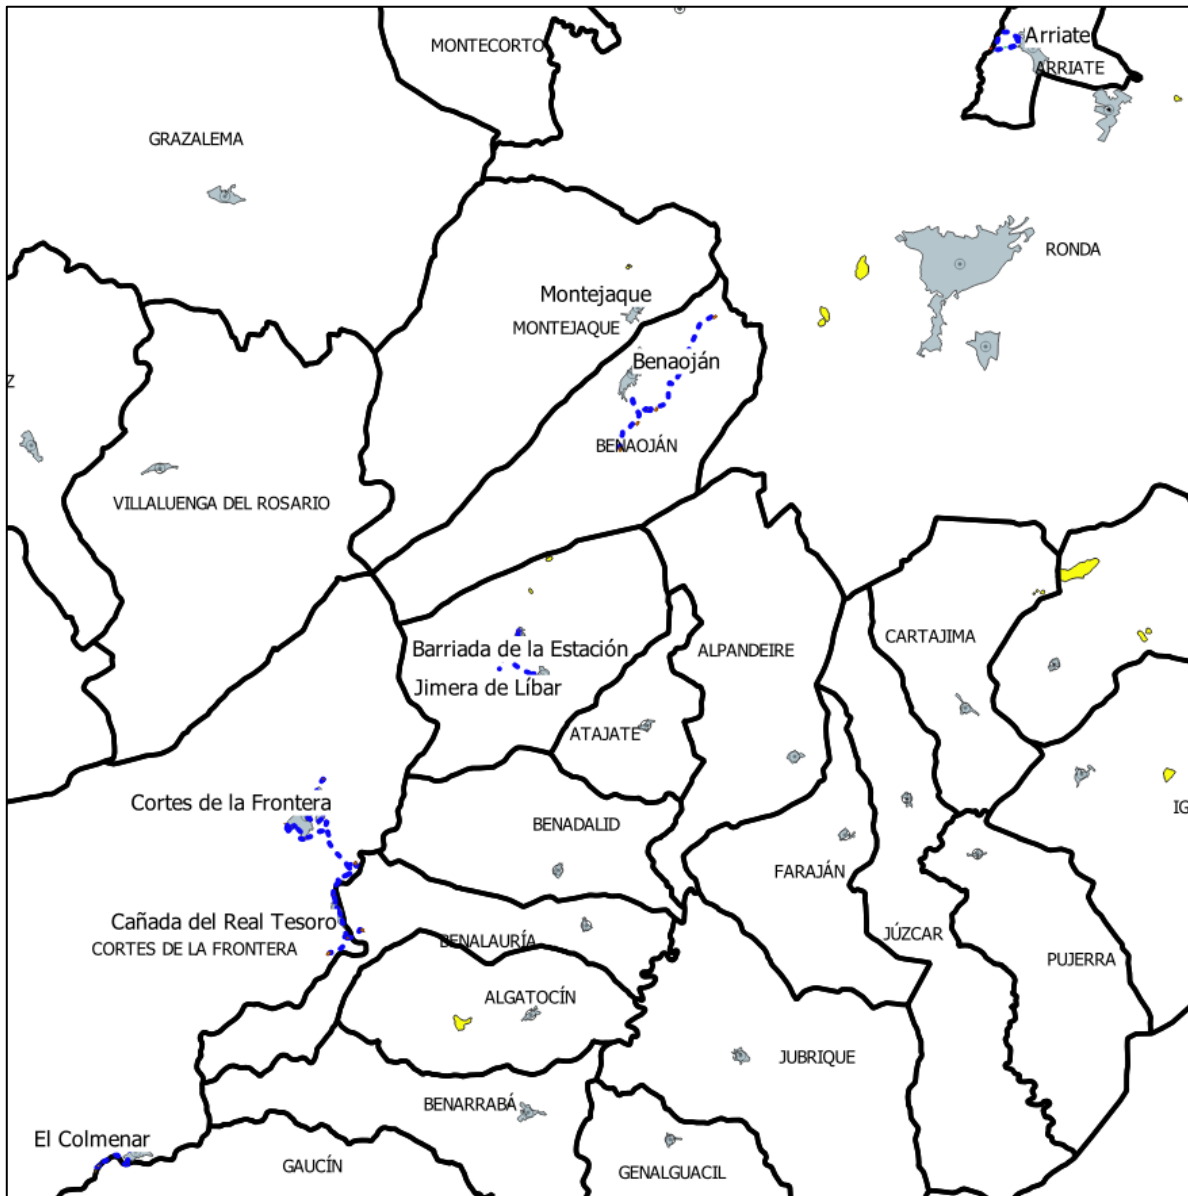 MONTECORTO
Arriate
ARRIATE
GRAZALEMA
RONDA
Montejaque
MONTEJAQUE
Benaoján
Z
BENAOJÁN
VILLALUENGA DEL ROSARIO
CARTAJIMA
Barriada de la Estación
ALPANDEIRE
Jimera de Líbar
ATAJATE
Cortes de la Frontera
IG
BENADALID
FARAJÁN
Cañada del Real Tesoro
JÚZCAR
BENALAURÍA
CORTES DE LA FRONTERA
PUJERRA
ALGATOCÍN
JUBRIQUE
BENARRABÁ
El Colmenar
GAUCÍN
GENALGUACIL